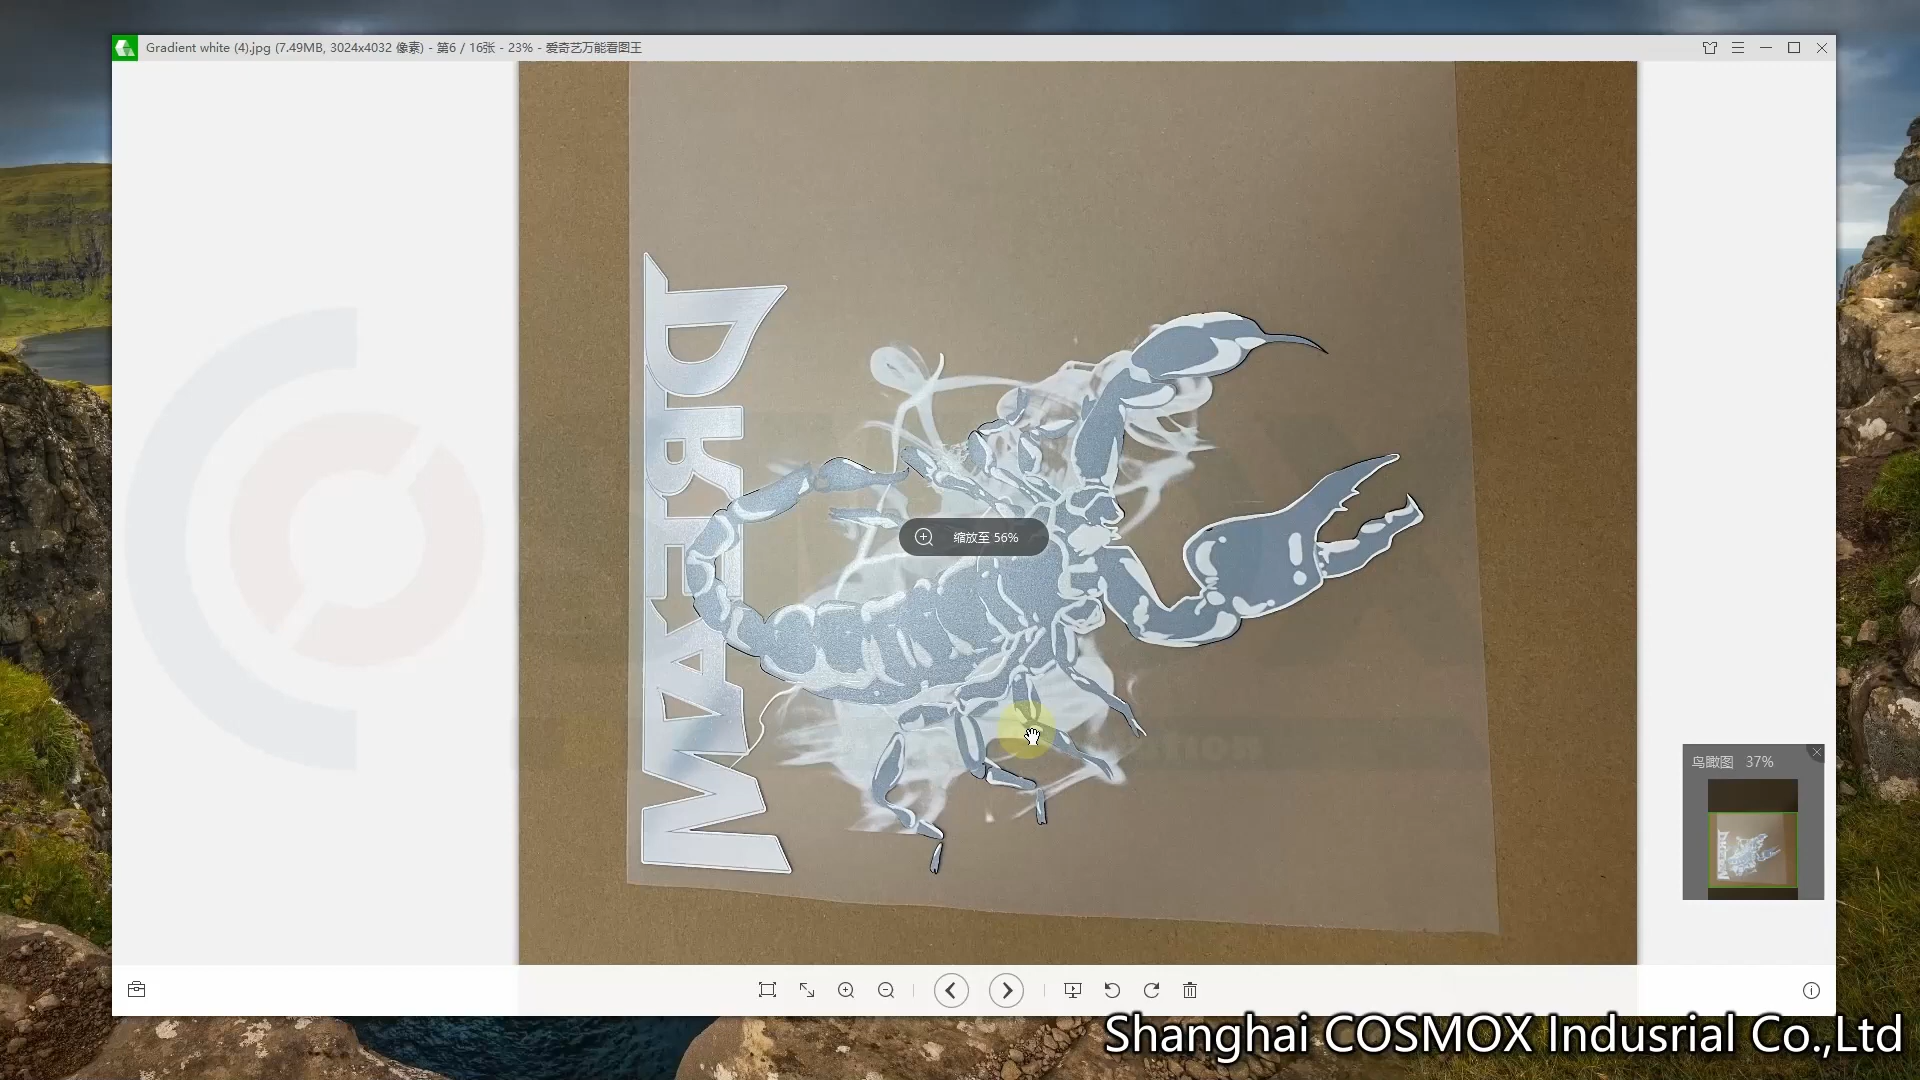 Gradient white (4).jpg (7.49MB, 3024x4032 像素) - 第6 / 16张 - 23% - 爱奇艺万能看图王
DREAM
缩放至 56%
鸟瞰图 37%
Shanghai COSMOX Indusrial Co.,Ltd